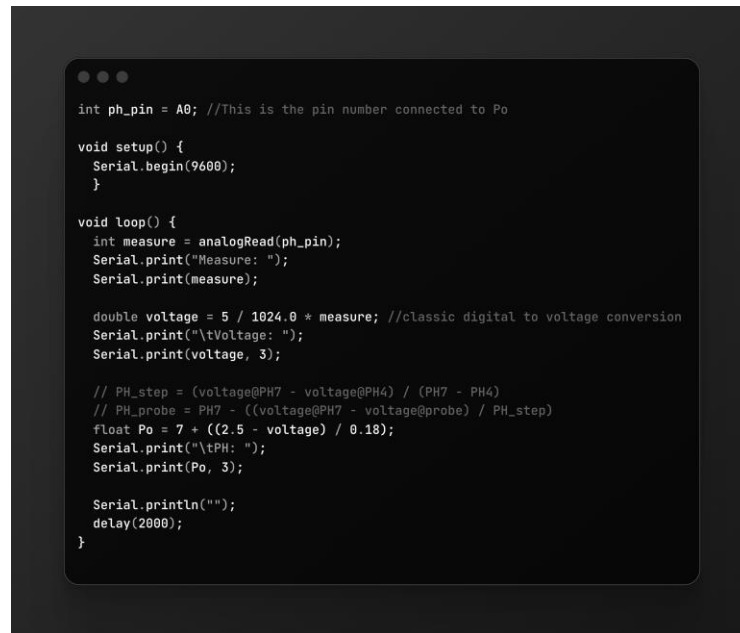 int ph_pin = A0; //This is the pin number connected to Po
void setup() {
Serial.begin(9600);
}
void loop() {
int measure = analogRead(ph_pin);
Serial.print("Measure: ");
Serial.print(measure);
double voltage = 5 / 1024.0 * measure; //classic digital to voltage conversion
Serial.print("\tVoltage: ");
Serial.print(voltage, 3);
// PH_step = (voltage@PH7 - voltage@PH4) / (PH7 - PH4)
// PH_probe = PH7 - ((voltage@PH7 - voltage@probe) / PH_step)
float Po = 7 + ((2.5 - voltage) / 0.18);
Serial.print("\tPH: ");
Serial.print(Po, 3);
Serial.println("");
delay(2000);
}